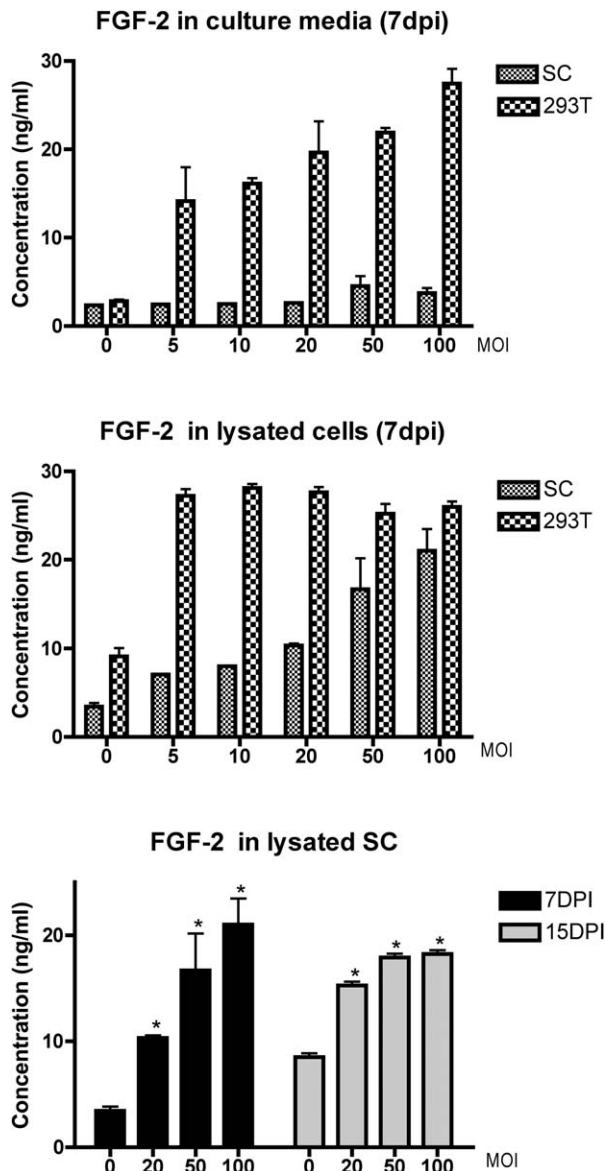 FGF-2 in culture media (7dpi)
Concentration (ng/ml)
30
20
10
0
0 5 10 20 50 100 MOI
SC
293T
FGF-2 in lysated cells (7dpi)
Concentration (ng/ml)
30
20
10
0
0 5 10 20 50 100 MOI
SC
293T
FGF-2 in lysated SC
Concentration (ng/ml)
20
10
0
* * * * * *
0 20 50 100 0 20 50 100 MOI
7DPI
15DPI